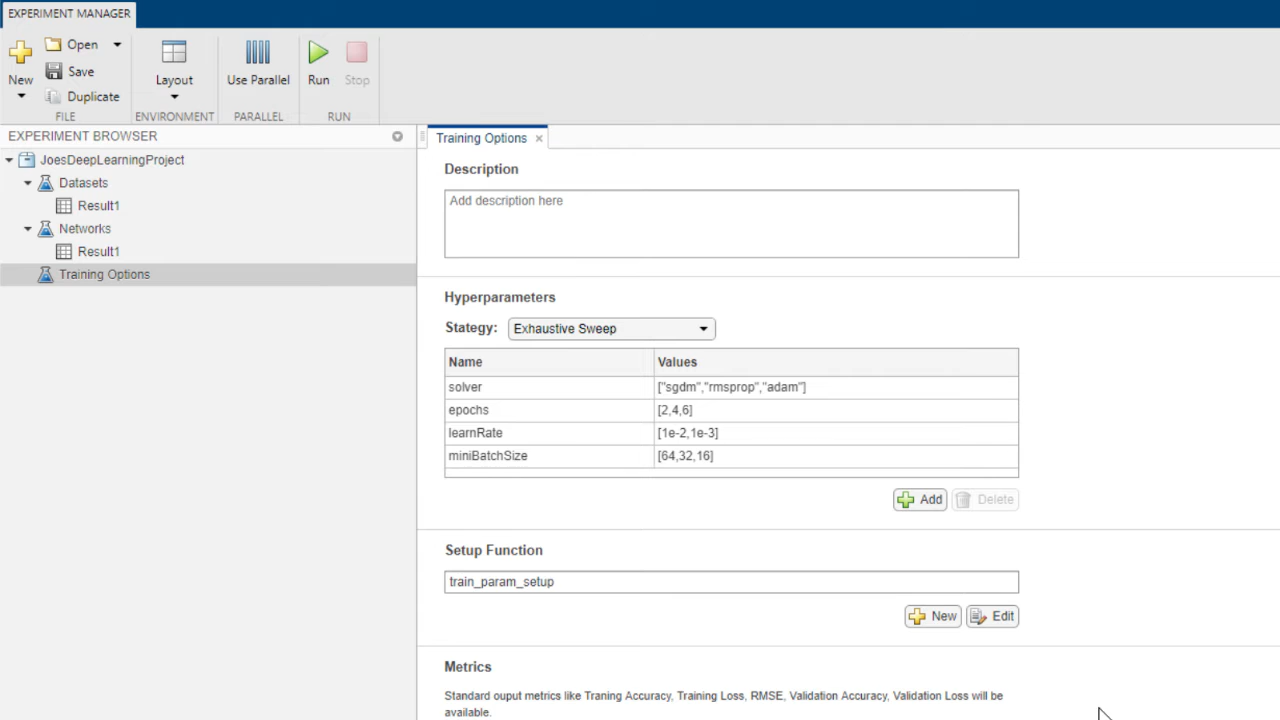 EXPERIMENT MANAGER
New
Open
Save
Duplicate
FILE
Layout
ENVIRONMENT
Use Parallel
PARALLEL
Run
Stop
RUN
EXPERIMENT BROWSER
JoesDeepLearningProject
Datasets
Result1
Networks
Result1
Training Options
Training Options
Description
Add description here
Hyperparameters
Stategy: Exhaustive Sweep
Name Values
solver ["sgdm","rmsprop","adam"]
epochs [2,4,6]
learnRate [1e-2,1e-3]
miniBatchSize [64,32,16]
Add Delete
Setup Function
train_param_setup
New Edit
Metrics
Standard ouput metrics like Traning Accuracy, Training Loss, RMSE, Validation Accuracy, Validation Loss will be
available.